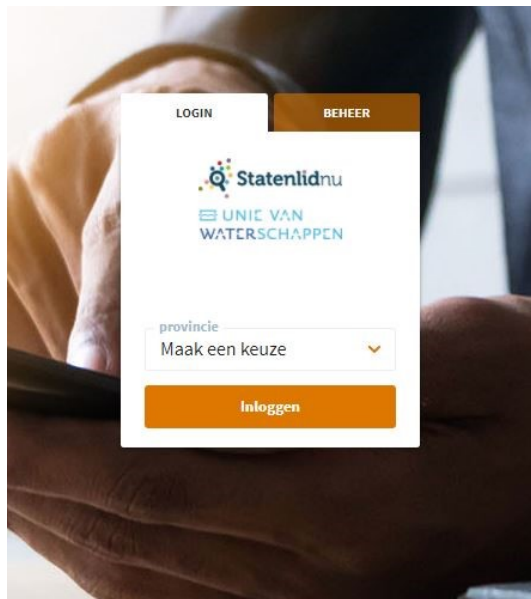 LOGIN
BEHEER
Statenlidnu
UNIE VAN
WATERSCHAPPEN
provincie
Maak een keuze
Inloggen